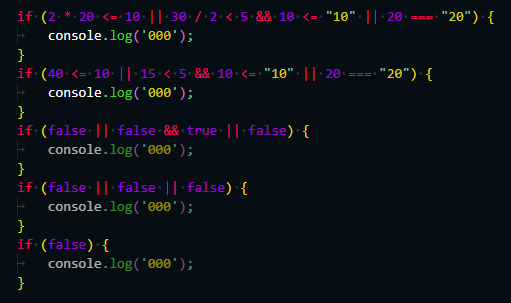 if (2 * 20 <= 10 || 30 / 2 < 5 && 10 <= "10" || 20 === "20") {
    console.log('000');
}
if (40 <= 10 || 15 < 5 && 10 <= "10" || 20 === "20") {
    console.log('000');
}
if (false || false && true || false) {
    console.log('000');
}
if (false || false || false) {
    console.log('000');
}
if (false) {
    console.log('000');
}